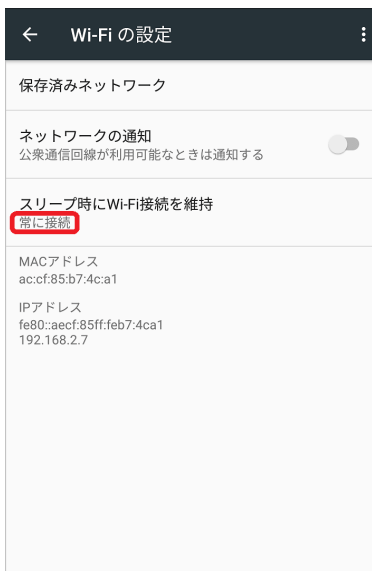 Wi-Fi の設定
保存済みネットワーク
ネットワークの通知
公衆通信回線が利用可能なときは通知する
スリープ時にWi-Fi接続を維持
常に接続
MACアドレス
ac:cf:85:b7:4c:a1
IPアドレス
fe80::aecf:85ff:feb7:4ca1
192.168.2.7